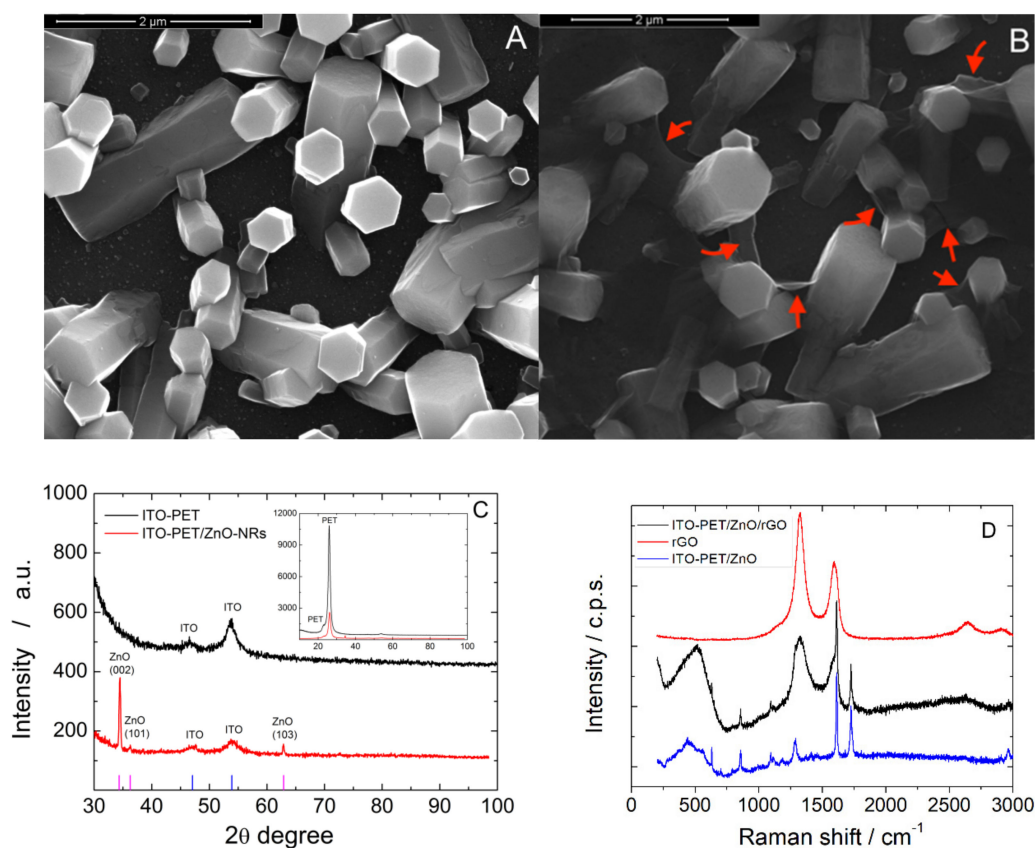 2 µm
A
2 µm
B
1000
800
600
400
200
Intensity / a.u.
30
40
50
60
70
80
90
100
2θ degree
C
ITO-PET
ITO-PET/ZnO-NRs
ITO
ITO
ZnO
(002)
ZnO
(101)
ITO
ITO
ZnO
(103)
PET
PET
12000
9000
6000
3000
20
40
60
80
100
D
ITO-PET/ZnO/rGO
rGO
ITO-PET/ZnO
Intensity / c.p.s.
0
500
1000
1500
2000
2500
3000
Raman shift / cm⁻¹